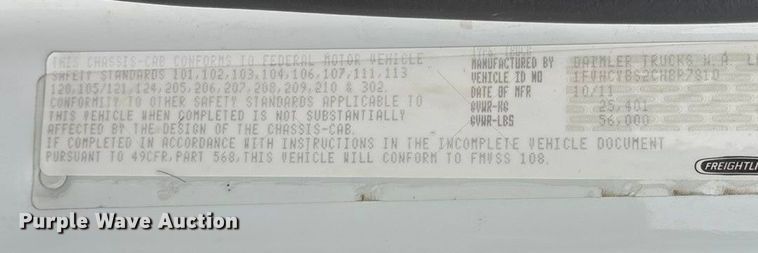 THIS CHASSIS-CAB CONFORMS TO FEDERAL MOTOR VEHICLE
SAFETY STANDARDS 101,102,103,104,106,107,111,113
120,105/121,124,205,206,207,208,209,210 & 302.
CONFORMITY TO OTHER SAFETY STANDARDS APPLICABLE TO
THIS VEHICLE WHEN COMPLETED IS NOT SUBSTANTIALLY
AFFECTED BY THE DESIGN OF THE CHASSIS-CAB.
IF COMPLETED IN ACCORDANCE WITH INSTRUCTIONS IN THE INCOMPLETE VEHICLE DOCUMENT
PURSUANT TO 49CFR,PART 568,THIS VEHICLE WILL CONFORM TO FMVSS 108.
MANUFACTURED BY DAIMLER TRUCKS N.A.
VEHICLE ID NO
DATE OF MFR 10/11
GVWR-KG 25,401
GVWR-LBS 56,000
FREIGHTLI
Purple Wave Auction